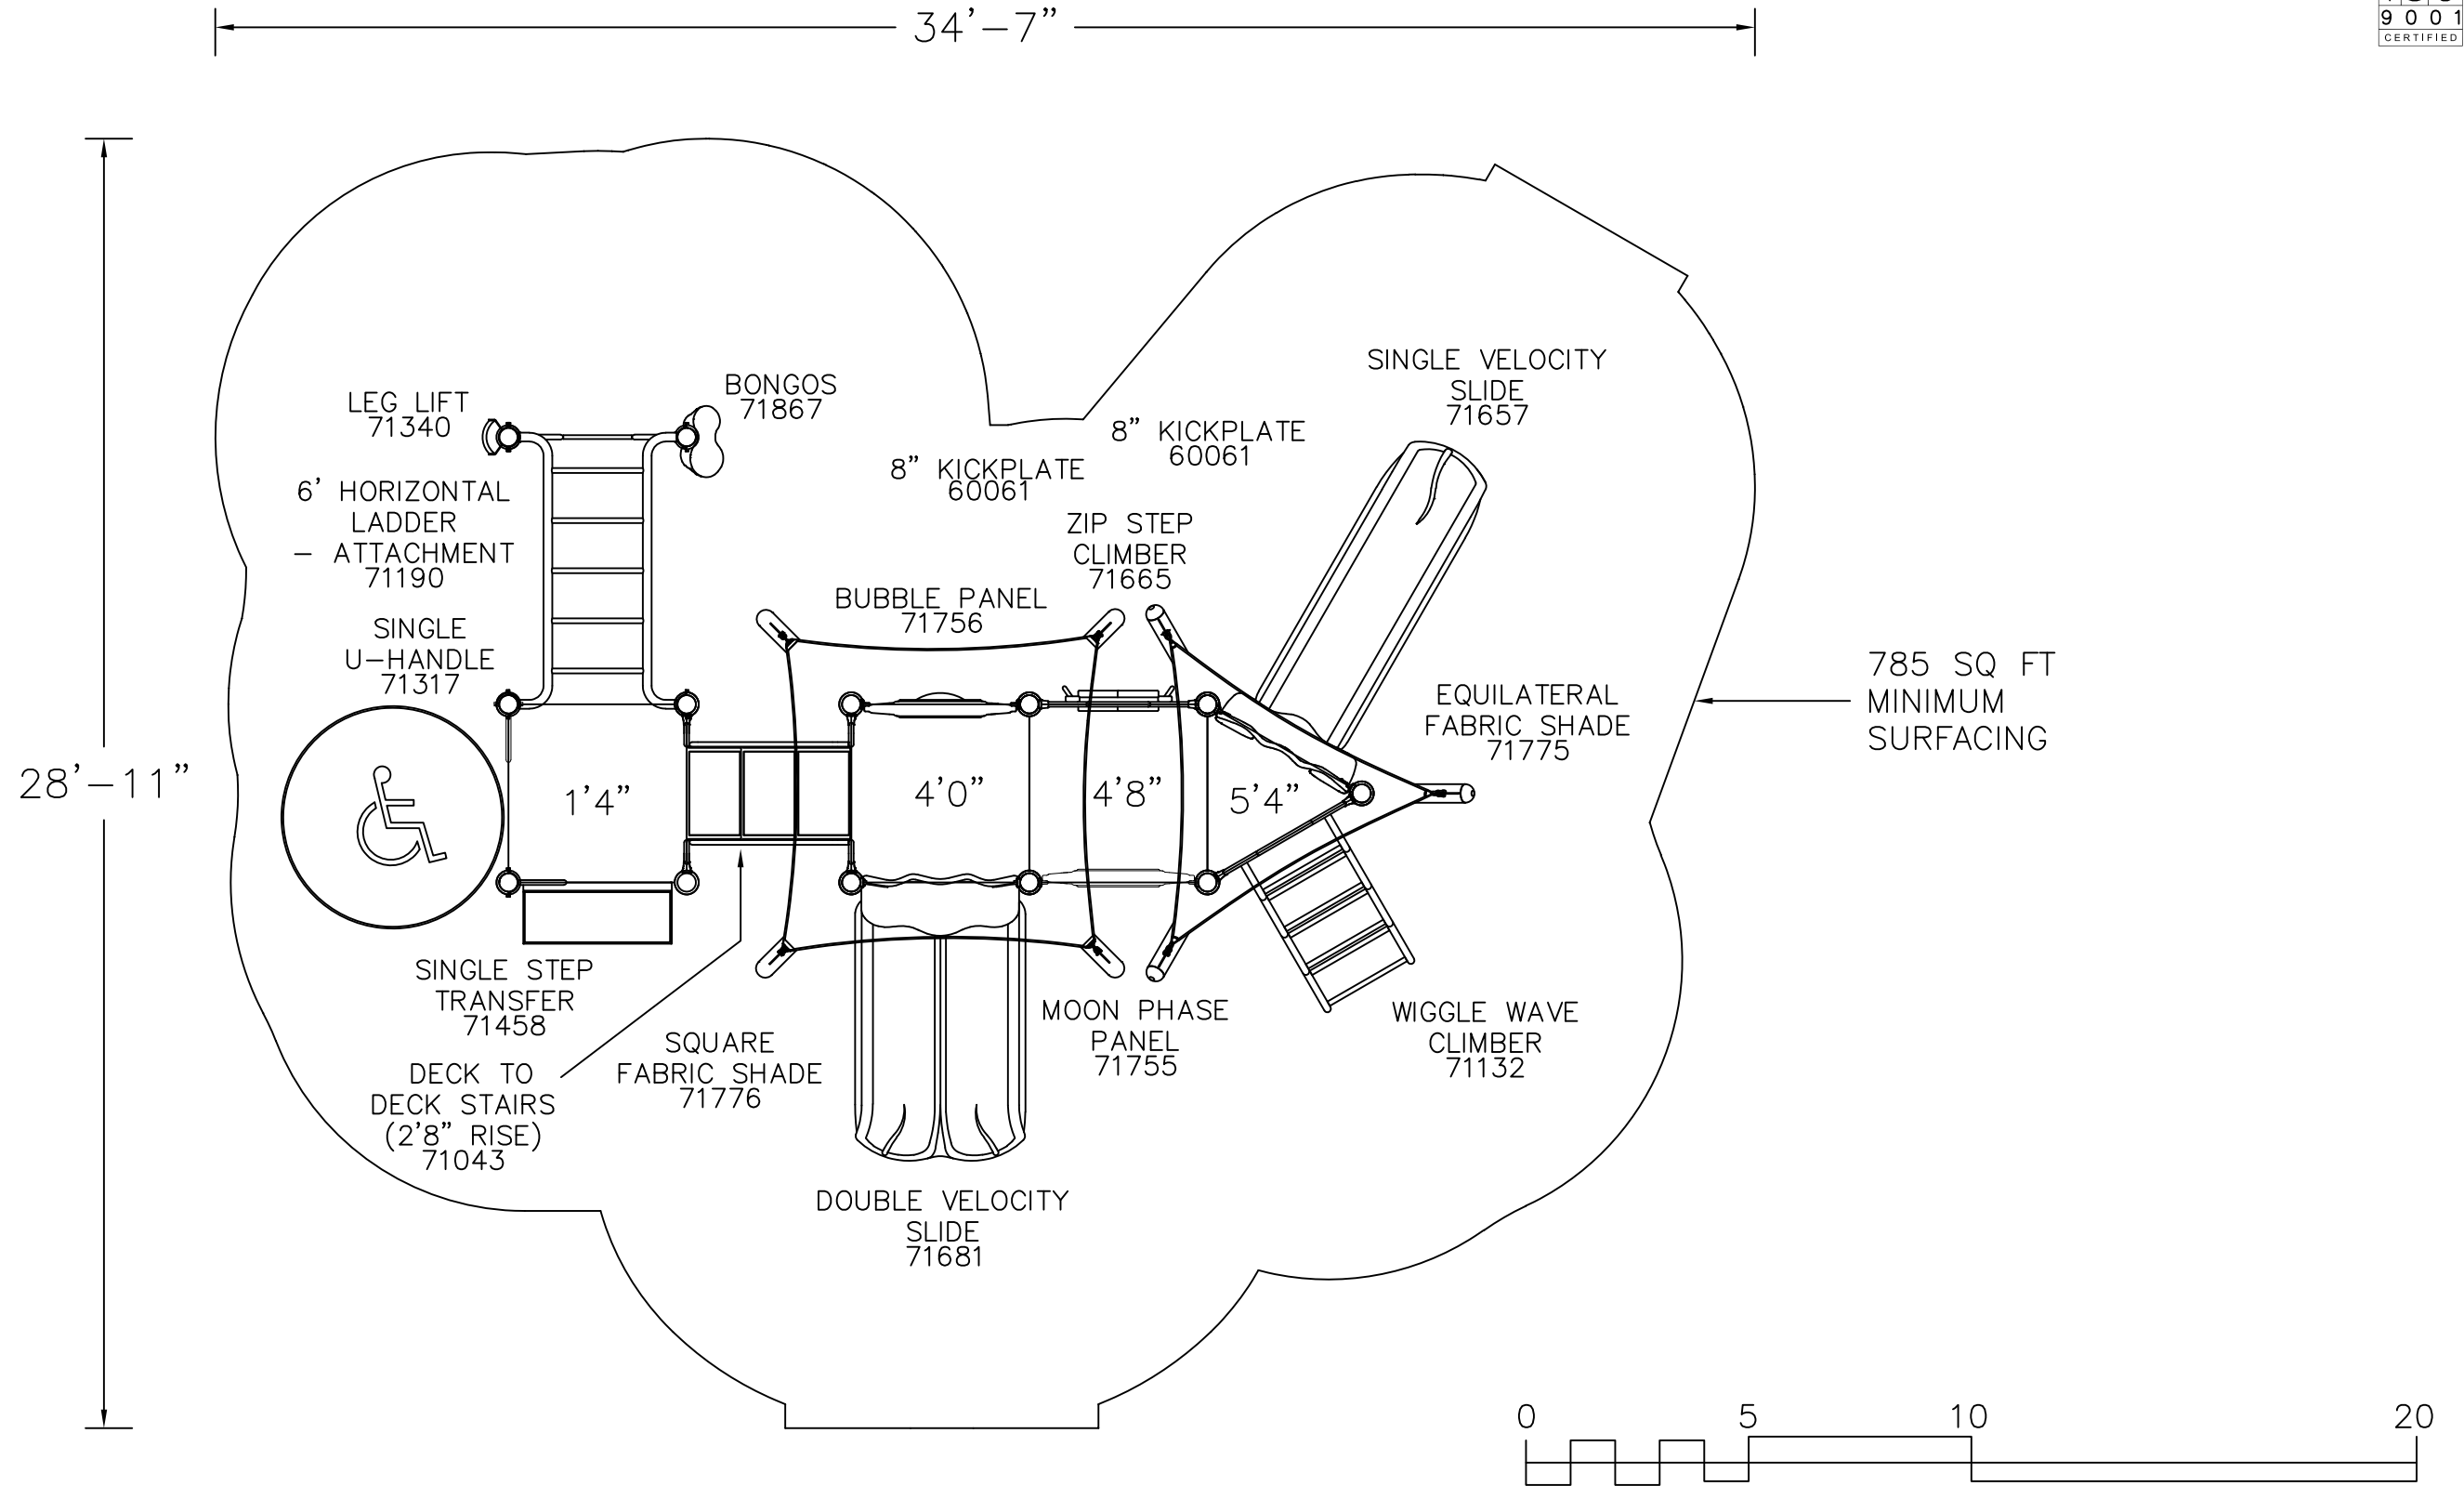 34'-7"
9 0 0 1
CERTIFIED
LEG LIFT
71340
BONGOS
71867
SINGLE VELOCITY
SLIDE
71657
8" KICKPLATE
60061
8" KICKPLATE
60061
6' HORIZONTAL
LADDER
- ATTACHMENT
71190
ZIP STEP
CLIMBER
71665
BUBBLE PANEL
71756
SINGLE
U-HANDLE
71317
EQUILATERAL
FABRIC SHADE
71775
785 SQ FT
MINIMUM
SURFACING
28'-11"
1'4"
4'0"
4'8"
5'4"
SINGLE STEP
TRANSFER
71458
MOON PHASE
PANEL
71755
WIGGLE WAVE
CLIMBER
71132
SQUARE
FABRIC SHADE
71776
DECK TO
DECK STAIRS
(2'8" RISE)
71043
DOUBLE VELOCITY
SLIDE
71681
0 5 10 20